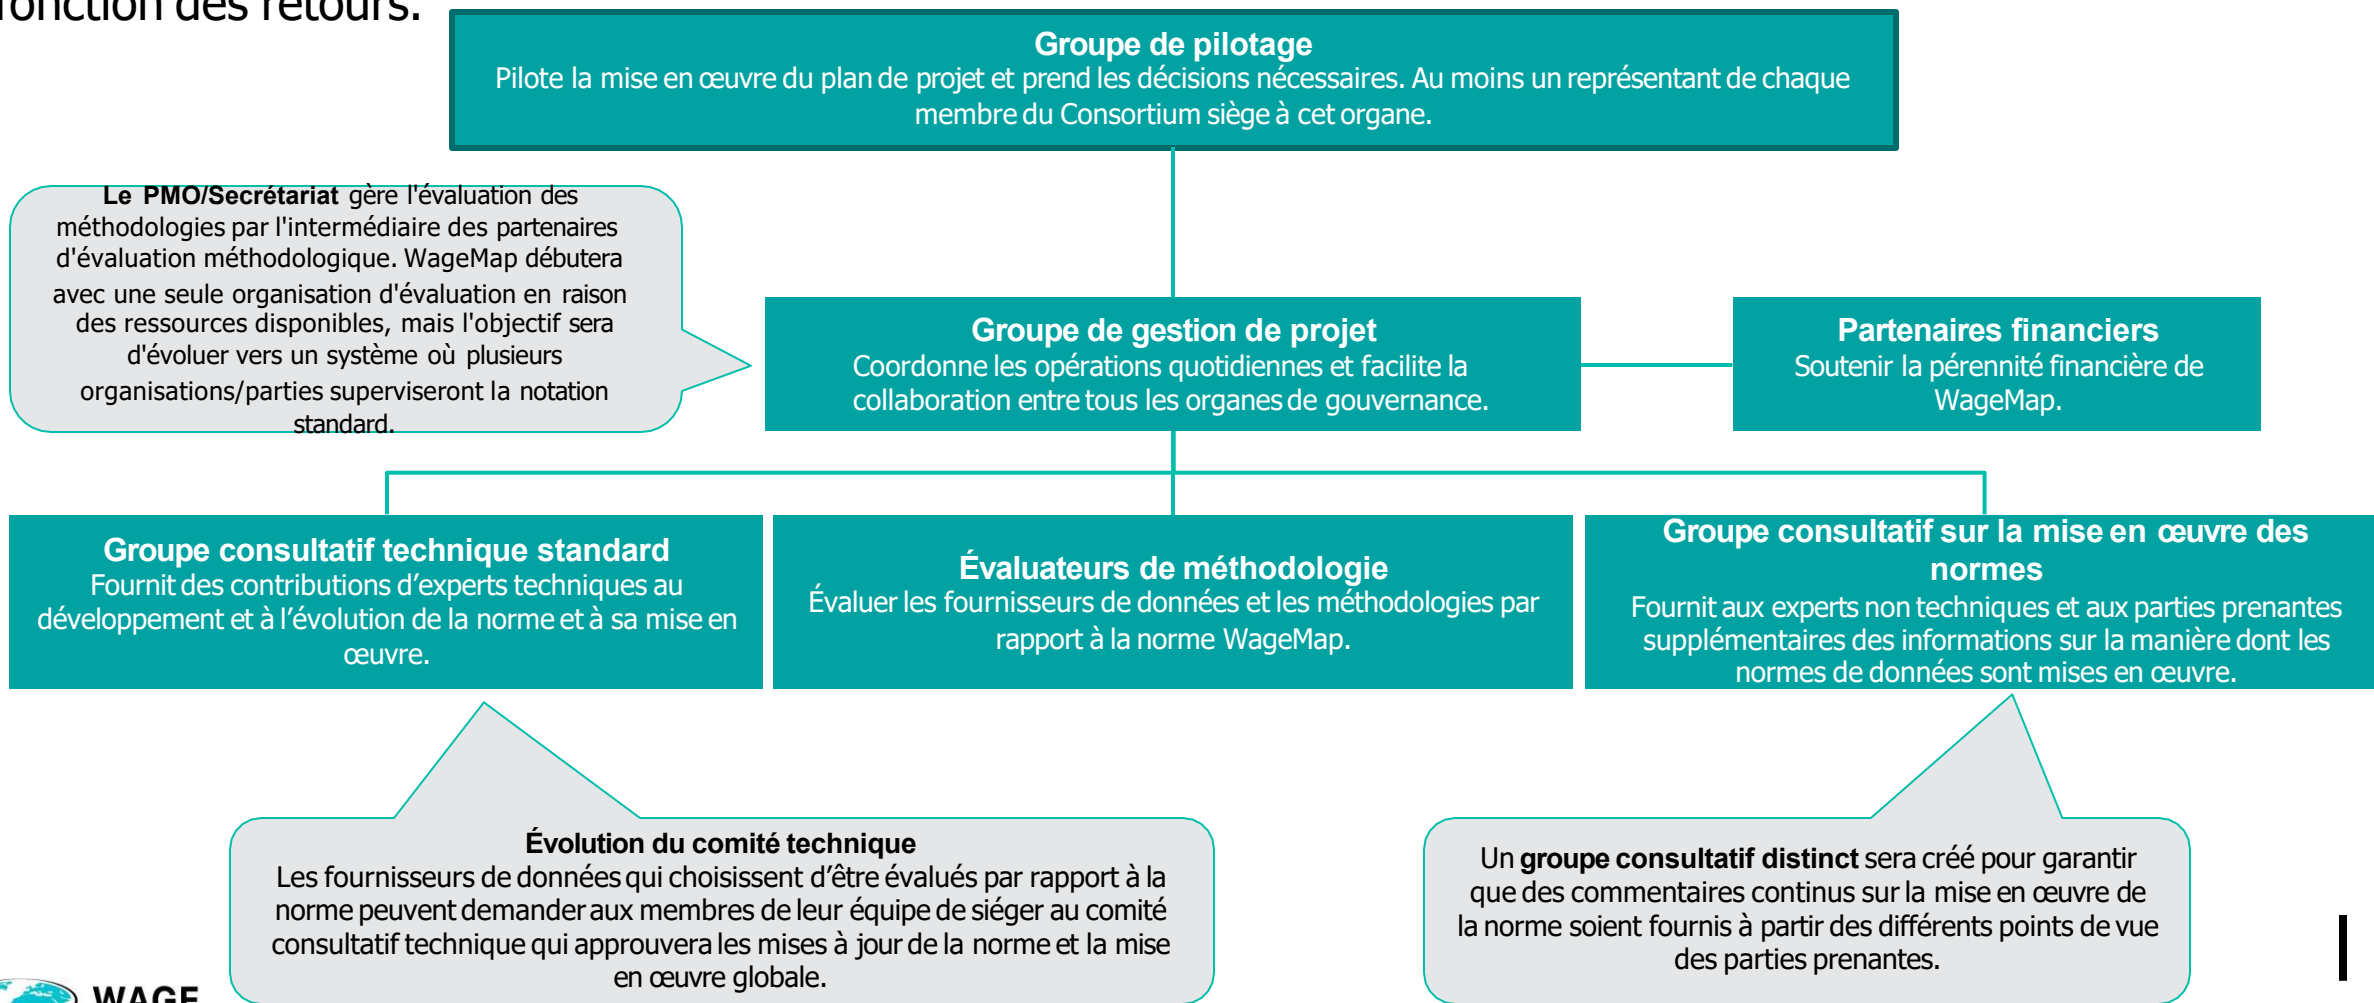 fonction des retours.
Groupe de pilotage
Pilote la mise en œuvre du plan de projet et prend les décisions nécessaires. Au moins un représentant de chaque
membre du Consortium siège à cet organe.
Le PMO/Secrétariat gère l'évaluation des
méthodologies par l'intermédiaire des partenaires
d'évaluation méthodologique. WageMap débutera
avec une seule organisation d'évaluation en raison
des ressources disponibles, mais l'objectif sera
d'évoluer vers un système où plusieurs
organisations/parties superviseront la notation
standard.
Groupe de gestion de projet
Coordonne les opérations quotidiennes et facilite la
collaboration entre tous les organes de gouvernance.
Partenaires financiers
Soutenir la pérennité financière de
WageMap.
Groupe consultatif technique standard
Fournit des contributions d’experts techniques au
développement et à l’évolution de la norme et à sa mise en
œuvre.
Évaluateurs de méthodologie
Évaluer les fournisseurs de données et les méthodologies par
rapport à la norme WageMap.
Groupe consultatif sur la mise en œuvre des
normes
Fournit aux experts non techniques et aux parties prenantes
supplémentaires des informations sur la manière dont les
normes de données sont mises en œuvre.
Évolution du comité technique
Les fournisseurs de données qui choisissent d’être évalués par rapport à la
norme peuvent demander aux membres de leur équipe de siéger au comité
consultatif technique qui approuvera les mises à jour de la norme et la mise
en œuvre globale.
Un groupe consultatif distinct sera créé pour garantir
que des commentaires continus sur la mise en œuvre de
la norme soient fournis à partir des différents points de vue
des parties prenantes.
WAGE